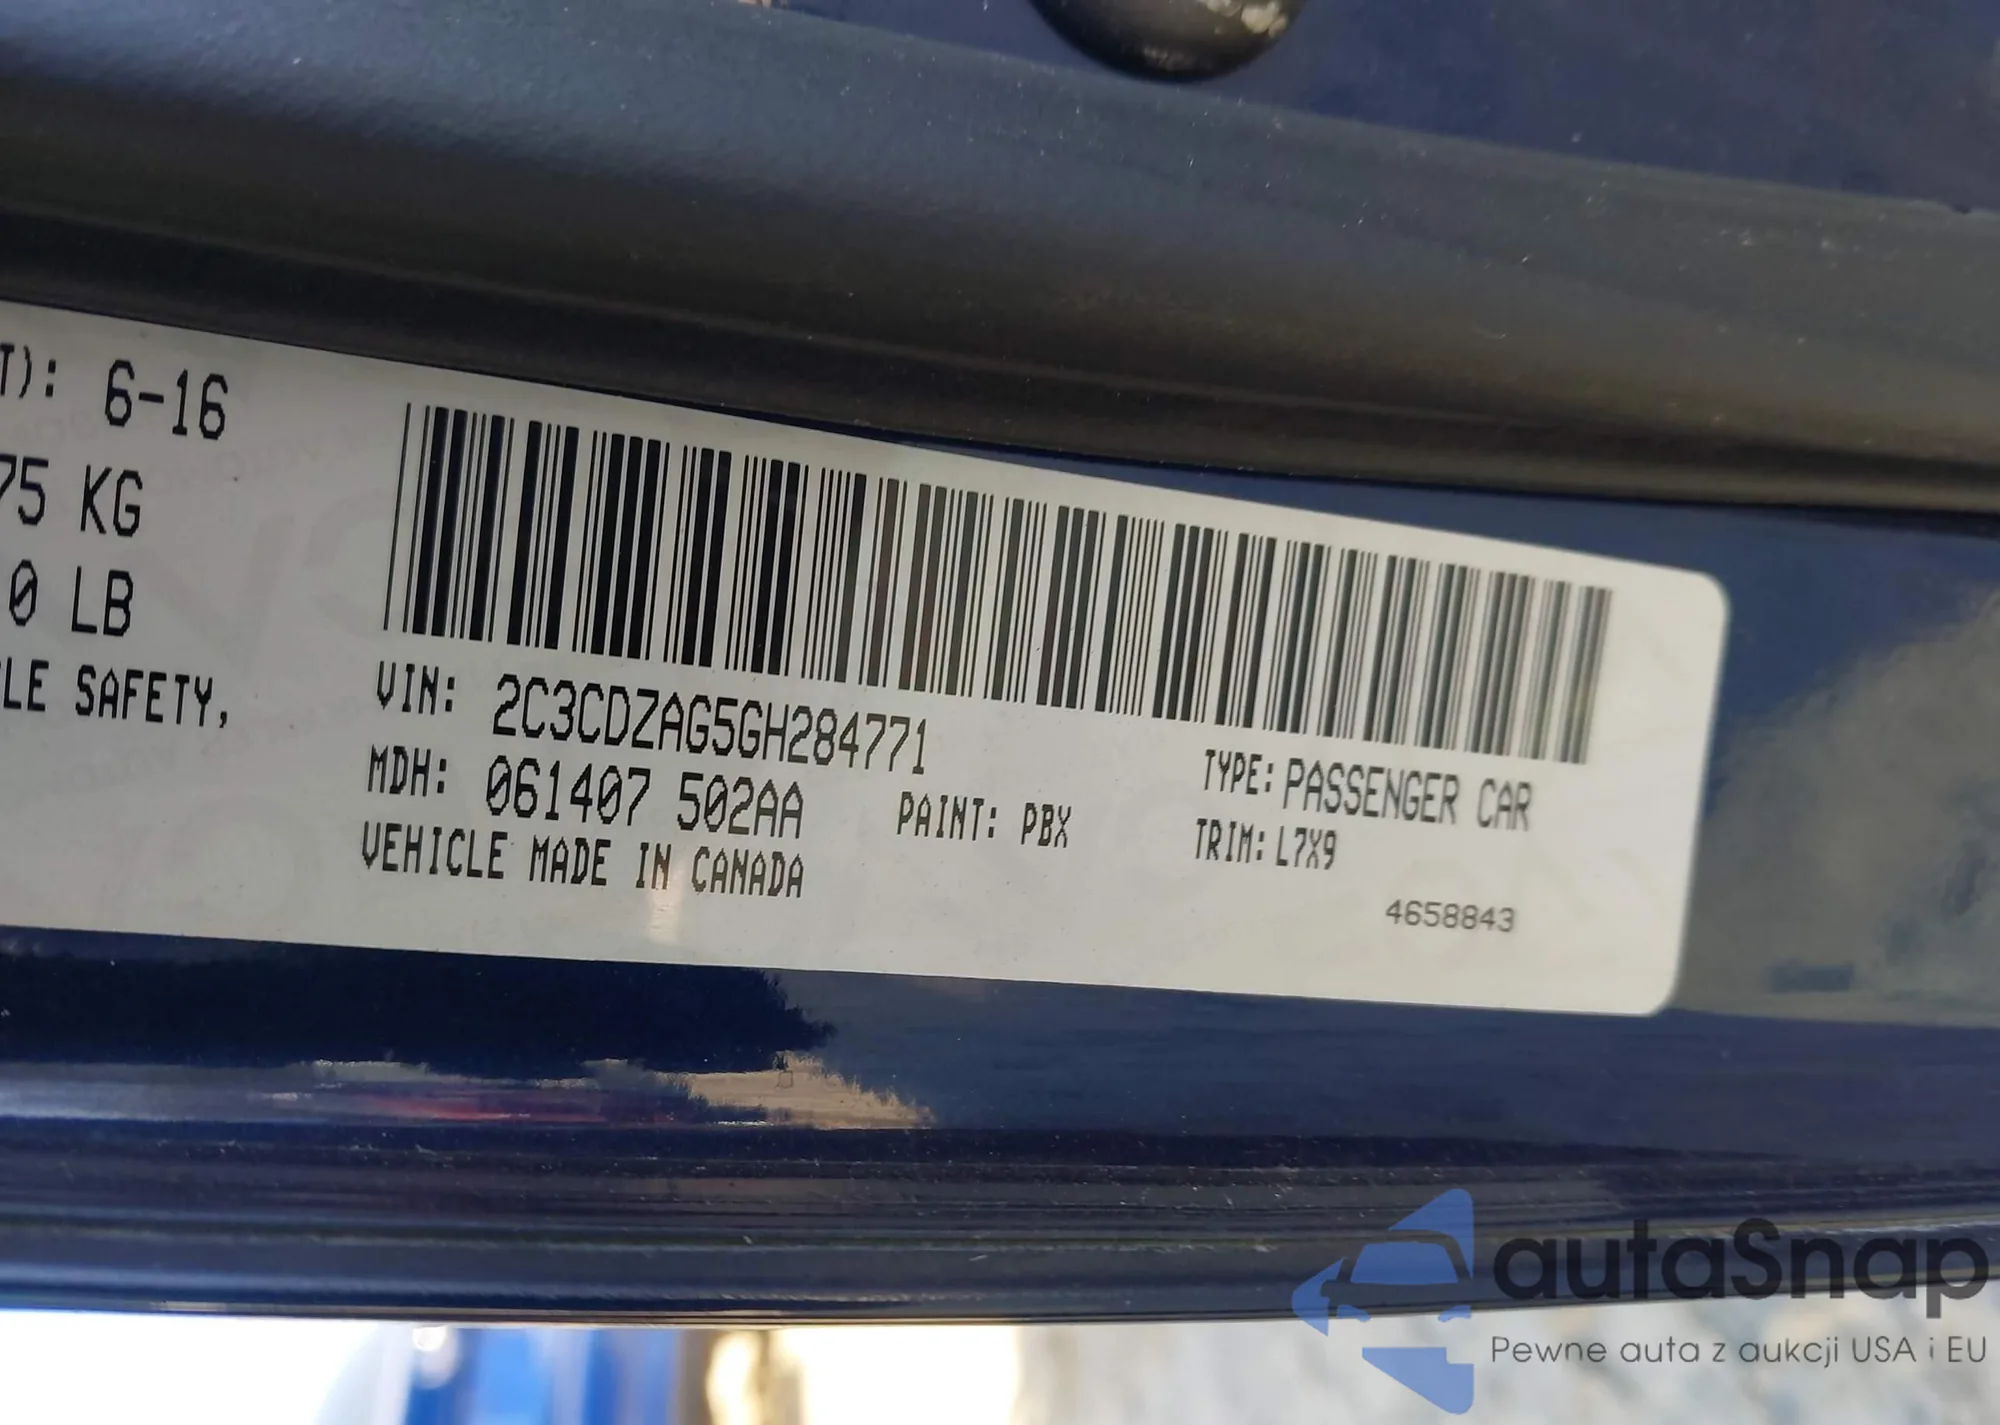 T): 6-16
75 KG
0 LB
LE SAFETY,
VIN: 2C3CDZAG5GH284771
MDH: 061407 502AA
PAINT: PBX
VEHICLE MADE IN CANADA
TYPE: PASSENGER CAR
TRIM: L7X9
4658843
autaSnap
Pewne auta z aukcji USA i EU